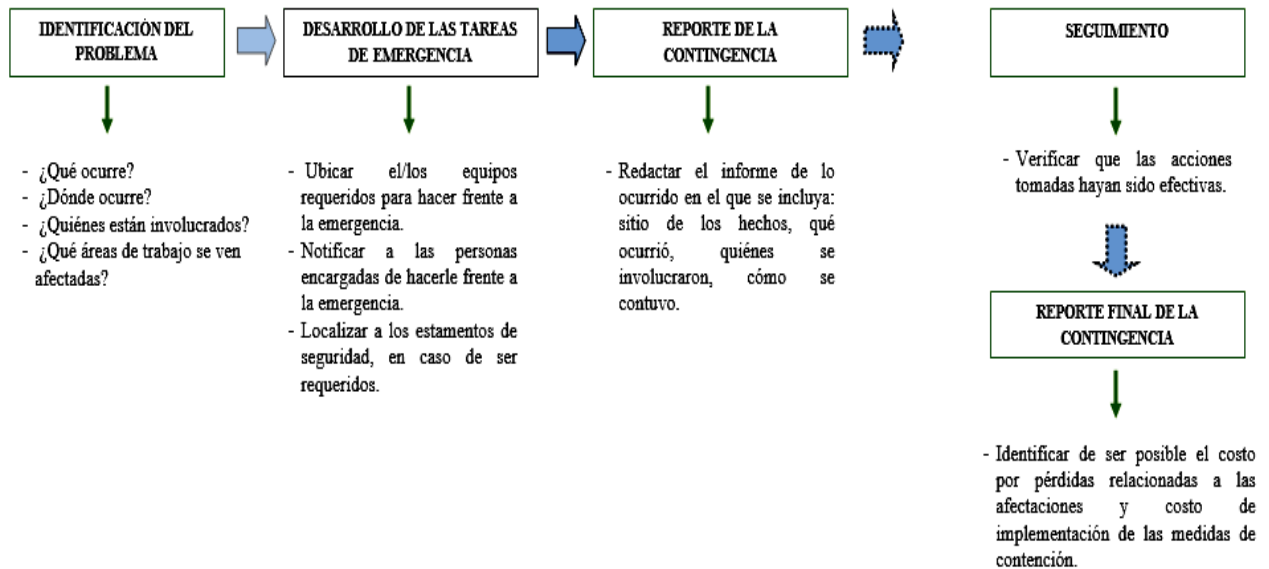 IDENTIFICACIÓN DEL
PROBLEMA
- ¿Qué ocurre?
- ¿Dónde ocurre?
- ¿Quiénes están involucrados?
- ¿Qué áreas de trabajo se ven
afectadas?
DESARROLLO DE LAS TAREAS
DE EMERGENCIA
- Ubicar el/los equipos
requeridos para hacer frente a
la emergencia.
- Notificar a las personas
encargadas de hacerle frente a
la emergencia.
- Localizar a los estamentos de
seguridad, en caso de ser
requeridos.
REPORTE DE LA
CONTINGENCIA
- Redactar el informe de lo
ocurrido en el que se incluya:
sitio de los hechos, qué
ocurrió, quiénes se
involucraron, cómo se
contuvo.
SEGUIMIENTO
- Verificar que las acciones
tomadas hayan sido efectivas.
REPORTE FINAL DE LA
CONTINGENCIA
- Identificar de ser posible el costo
por pérdidas relacionadas a las
afectaciones y costo de
implementación de las medidas de
contención.